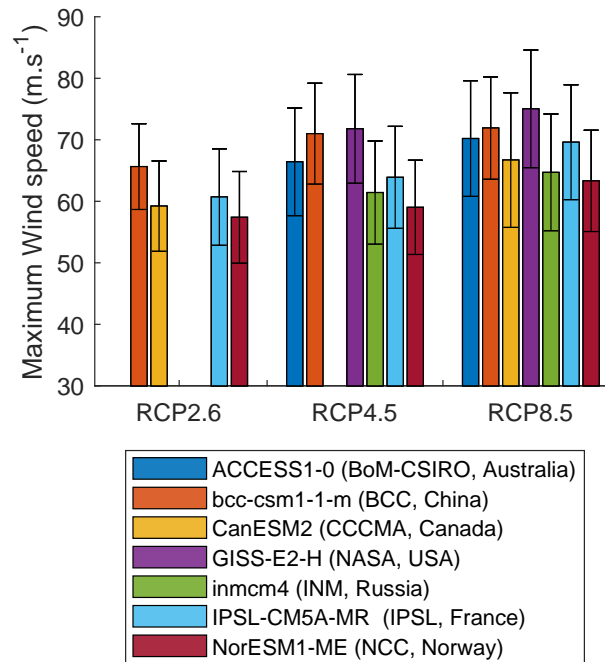 Maximum Wind speed (m.s⁻¹)
90
80
70
60
50
40
30
RCP2.6 RCP4.5 RCP8.5
ACCESS1-0 (BoM-CSIRO, Australia)
bcc-csm1-1-m (BCC, China)
CanESM2 (CCCMA, Canada)
GISS-E2-H (NASA, USA)
inmcm4 (INM, Russia)
IPSL-CM5A-MR (IPSL, France)
NorESM1-ME (NCC, Norway)